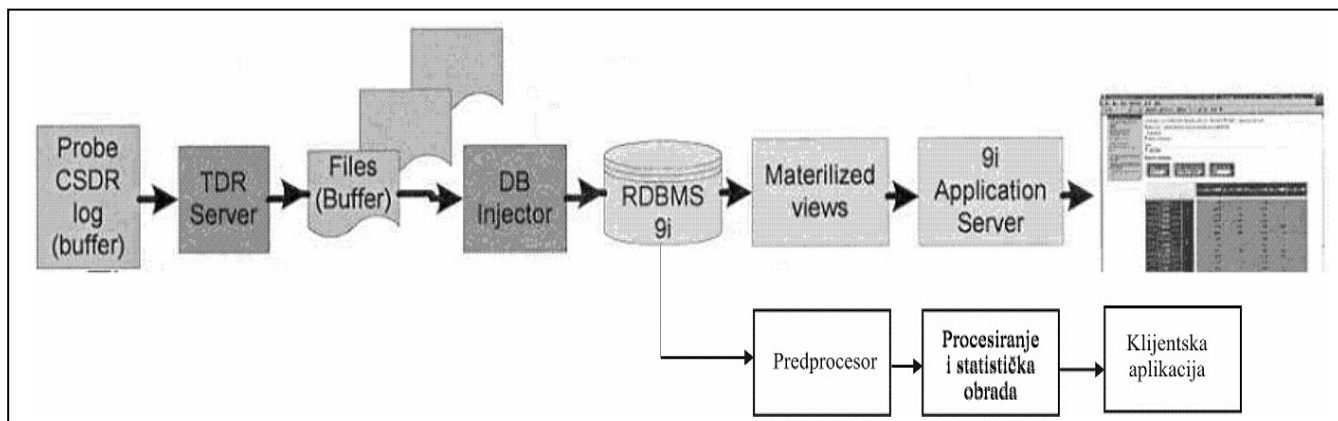 Probe
CSDR
log
(buffer)
TDR
Server
Files
(Buffer)
DB
Injector
RDBMS
9i
Materilized
views
9i
Application
Server
Predprocesor
Procesiranje
i statistička
obrada
Klijentska
aplikacija